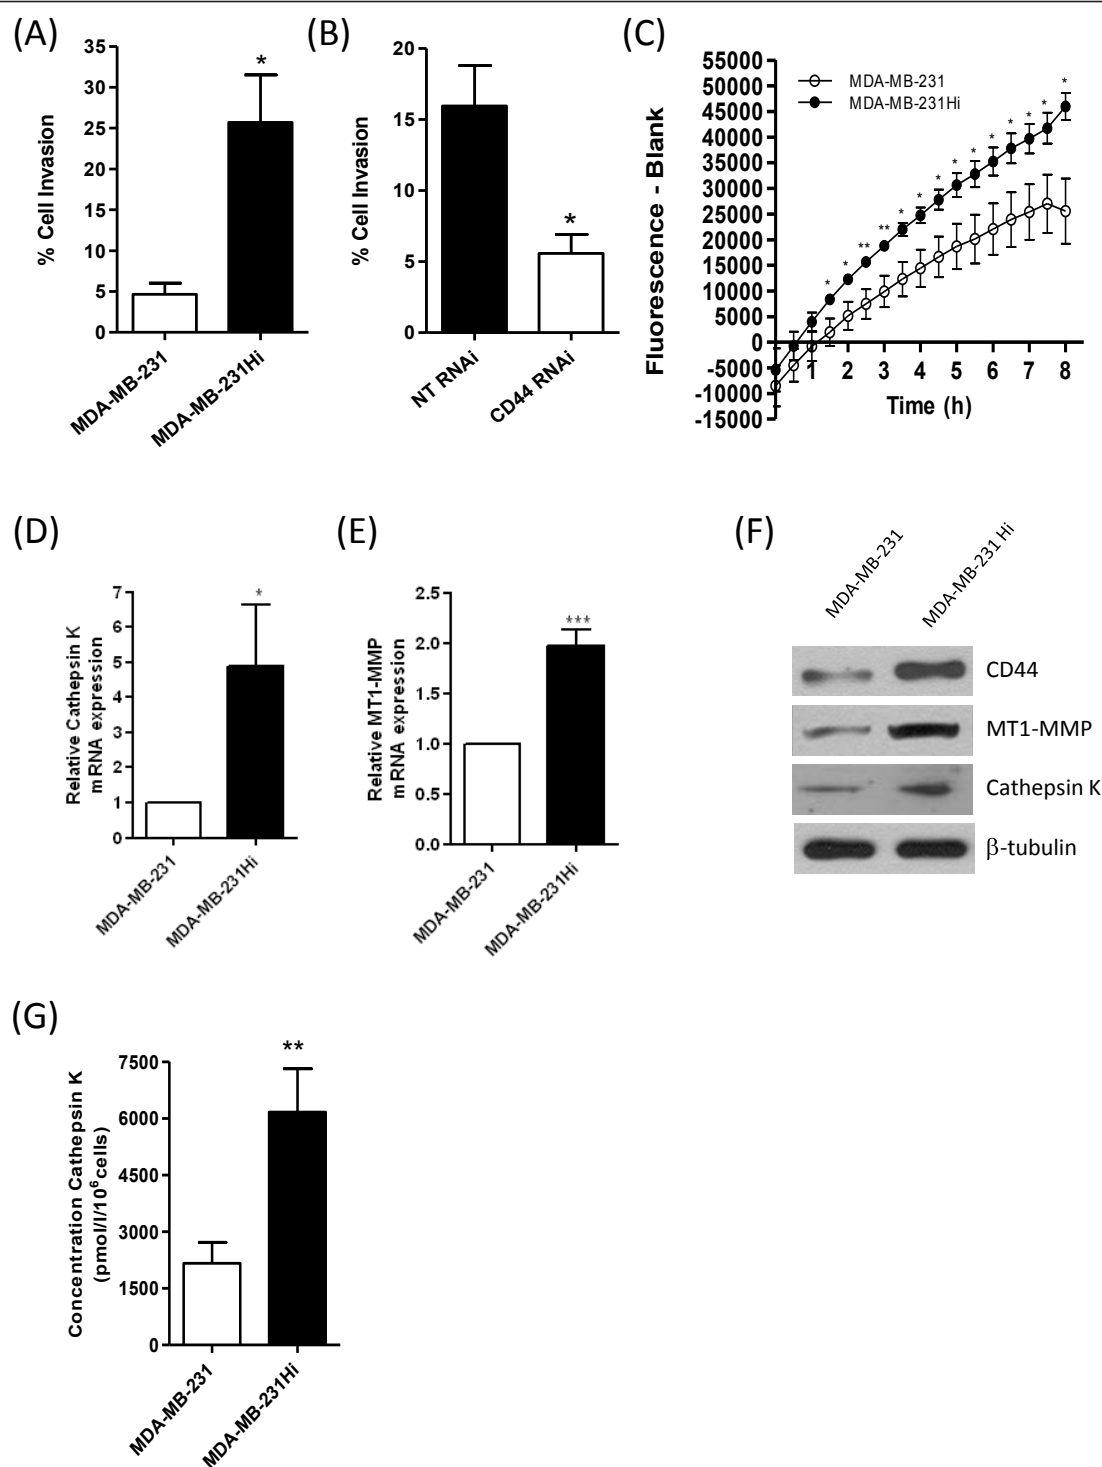 (A)
35
30
25
20
15
10
5
0
% Cell Invasion
*
MDA-MB-231
MDA-MB-231Hi
(B)
20
15
10
5
0
% Cell Invasion
*
NT RNAi
CD44 RNAi
(C)
55000
50000
45000
40000
35000
30000
25000
20000
15000
10000
5000
0
-5000
-10000
-15000
Fluorescence - Blank
MDA-MB-231
MDA-MB-231Hi
* * ** ** * * * * * * * * * *
1 2 3 4 5 6 7 8
Time (h)
(D)
7
6
5
4
3
2
1
0
Relative Cathepsin K
mRNA expression
*
MDA-MB-231
MDA-MB-231Hi
(E)
2.5
2.0
1.5
1.0
0.5
0.0
Relative MT1-MMP
mRNA expression
***
MDA-MB-231
MDA-MB-231Hi
(F)
MDA-MB-231
MDA-MB-231 Hi
CD44
MT1-MMP
Cathepsin K
β-tubulin
(G)
7500
6000
4500
3000
1500
0
Concentration Cathepsin K
(pmol/l/10⁶cells)
**
MDA-MB-231
MDA-MB-231Hi